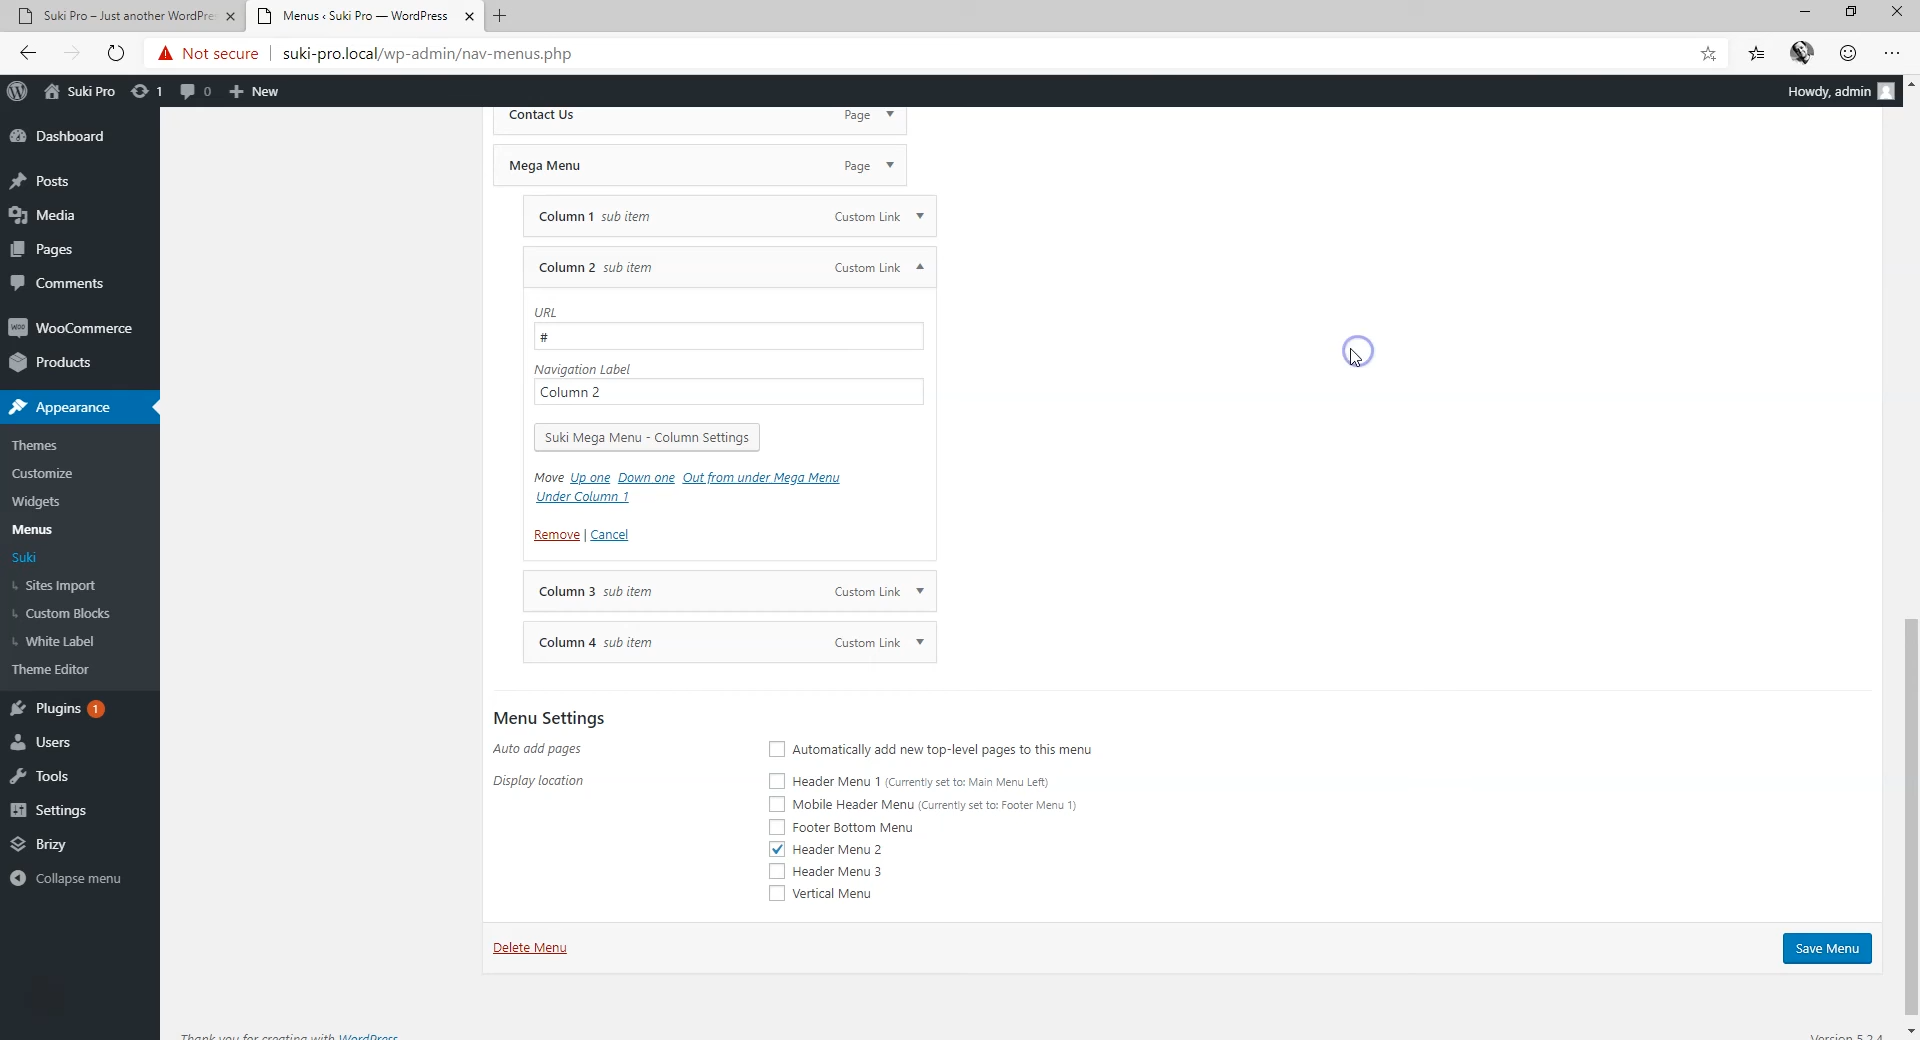 Suki Pro – Just another WordPre
Menus ‹ Suki Pro — WordPress
Not secure
suki-pro.local/wp-admin/nav-menus.php
Suki Pro
1
0
New
Howdy, admin
Dashboard
Posts
Media
Pages
Comments
WooCommerce
Products
Appearance
Themes
Customize
Widgets
Menus
Suki
Sites Import
Custom Blocks
White Label
Theme Editor
Plugins 1
Users
Tools
Settings
Brizy
Collapse menu
Contact Us Page
Mega Menu Page
Column 1 sub item Custom Link
Column 2 sub item Custom Link
URL
#
Navigation Label
Column 2
Suki Mega Menu - Column Settings
Move Up one Down one Out from under Mega Menu
Under Column 1
Remove | Cancel
Column 3 sub item Custom Link
Column 4 sub item Custom Link
Menu Settings
Auto add pages
Automatically add new top-level pages to this menu
Display location
Header Menu 1 (Currently set to: Main Menu Left)
Mobile Header Menu (Currently set to: Footer Menu 1)
Footer Bottom Menu
Header Menu 2
Header Menu 3
Vertical Menu
Delete Menu
Save Menu
Thank you for creating with WordPress
Version 5.2.4